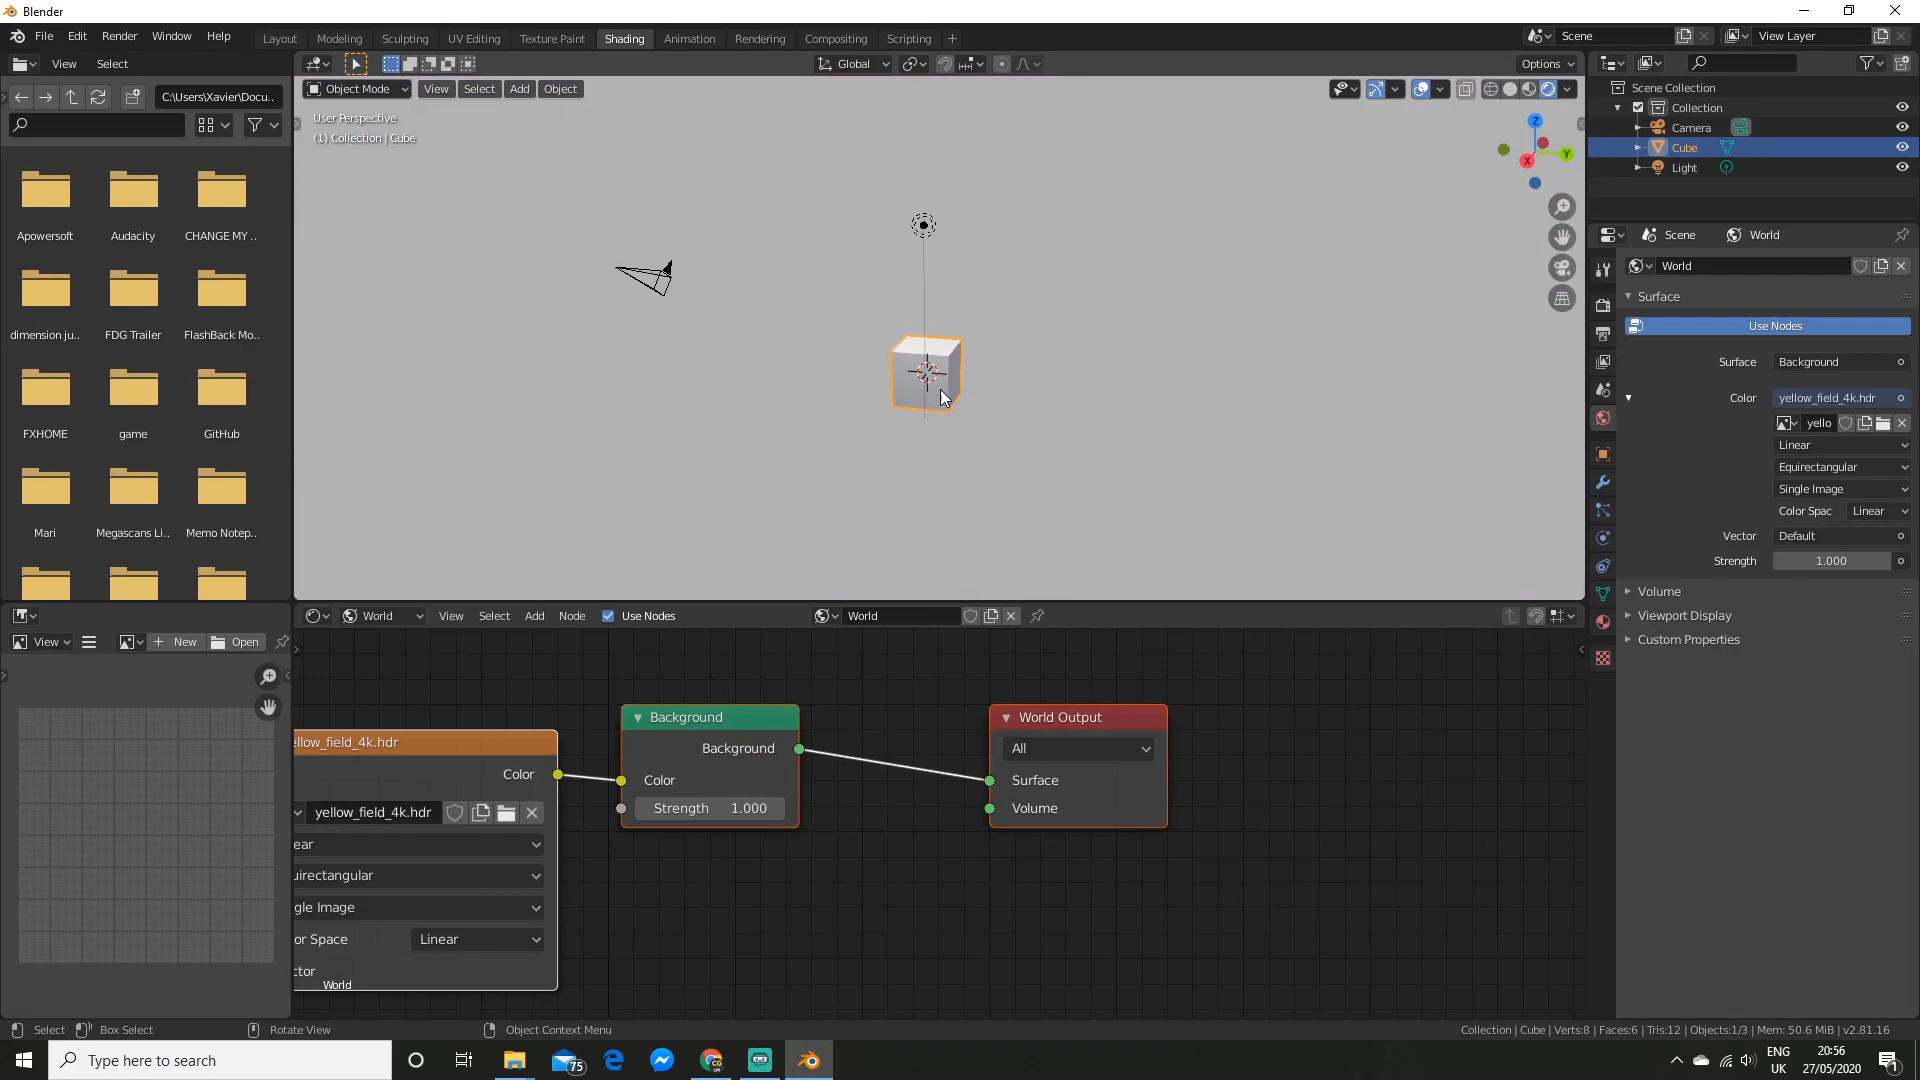 Blender
File Edit Render Window Help
Layout Modeling Sculpting UV Editing Texture Paint Shading Animation Rendering Compositing Scripting
Scene View Layer
View Select
Global
Options
C:\Users\Xavier\Docu..
Object Mode View Select Add Object
User Perspective
(1) Collection | Cube
Z
Y
X
Apowersoft Audacity CHANGE MY ..
dimension ju.. FDG Trailer FlashBack Mo..
FXHOME game GitHub
Mari Megascans Li.. Memo Notep..
Scene Collection
Collection
Camera
Cube
Light
Scene World
World
Surface
Use Nodes
Surface Background
Color yellow_field_4k.hdr
yello
Linear
Equirectangular
Single Image
Color Spac Linear
Vector Default
Strength 1.000
Volume
Viewport Display
Custom Properties
View New Open
World View Select Add Node Use Nodes World
ellow_field_4k.hdr
Color
yellow_field_4k.hdr
ear
uirectangular
gle Image
or Space Linear
ctor
World
Background
Background
Color
Strength 1.000
World Output
All
Surface
Volume
Select Box Select Rotate View Object Context Menu
Collection | Cube | Verts:8 | Faces:6 | Tris:12 | Objects:1/3 | Mem: 50.6 MiB | v2.81.16
Type here to search
75
ENG
UK
20:56
27/05/2020
1